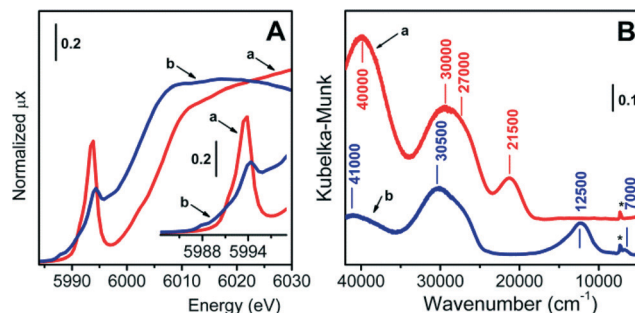 A
0.2
a
b
Normalized μx
a
0.2
b
5988 5994
5990 6000 6010 6020 6030
Energy (eV)
B
a
40000
30000
27000
21500
0.1
Kubelka-Munk
41000
b
30500
12500
7000
*
*
40000 30000 20000 10000
Wavenumber (cm⁻¹)